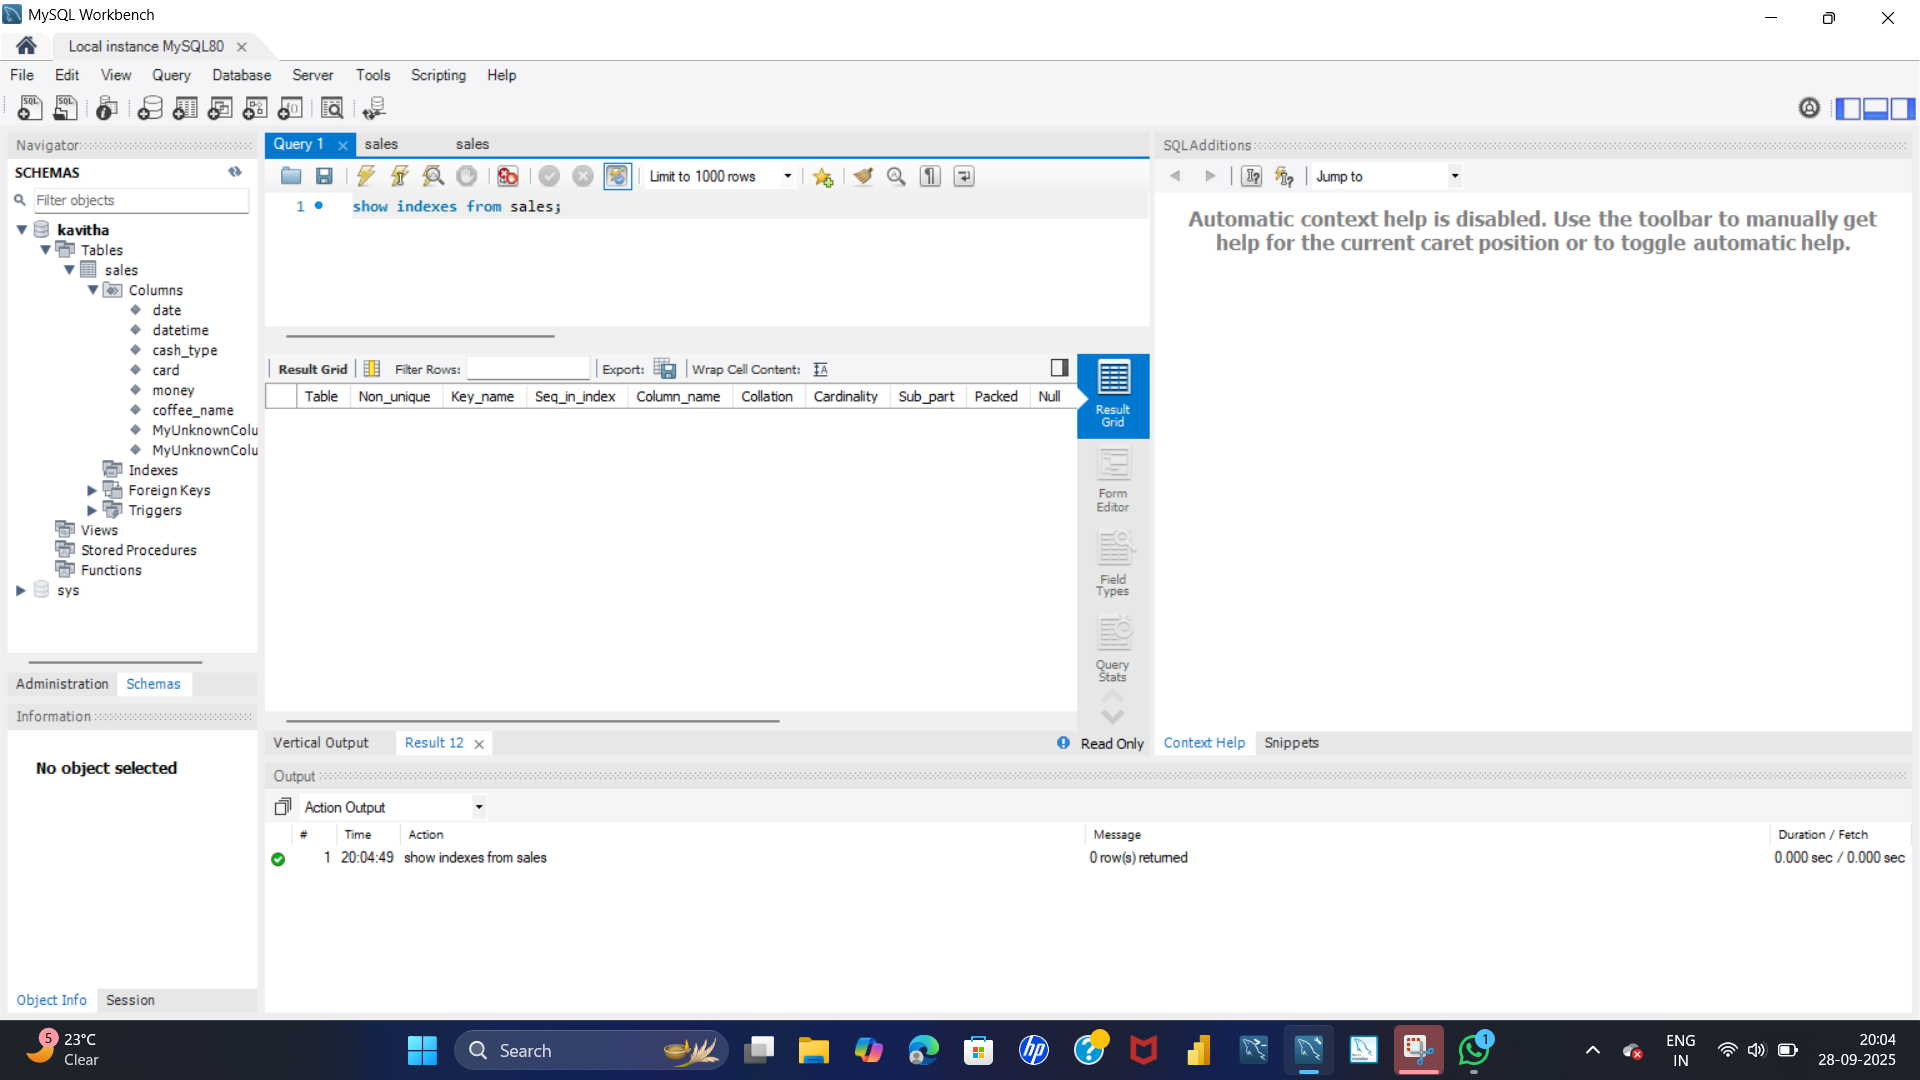 MySQL Workbench
Local instance MySQL80
File Edit View Query Database Server Tools Scripting Help
Navigator
SCHEMAS
Filter objects
kavitha
Tables
sales
Columns
date
datetime
cash_type
card
money
coffee_name
MyUnknownColu
MyUnknownColu
Indexes
Foreign Keys
Triggers
Views
Stored Procedures
Functions
sys
Administration Schemas
Information
No object selected
Object Info Session
Query 1 sales sales
Limit to 1000 rows
1 show indexes from sales;
Result Grid Filter Rows: Export: Wrap Cell Content:
Table Non_unique Key_name Seq_in_index Column_name Collation Cardinality Sub_part Packed Null
Result
Grid
Form
Editor
Field
Types
Query
Stats
Vertical Output Result 12 Read Only
SQLAdditions
Jump to
Automatic context help is disabled. Use the toolbar to manually get
help for the current caret position or to toggle automatic help.
Context Help Snippets
Output
Action Output
# Time Action Message Duration / Fetch
1 20:04:49 show indexes from sales 0 row(s) returned 0.000 sec / 0.000 sec
5
23°C
Clear
Search
hp
1
ENG
IN
20:04
28-09-2025